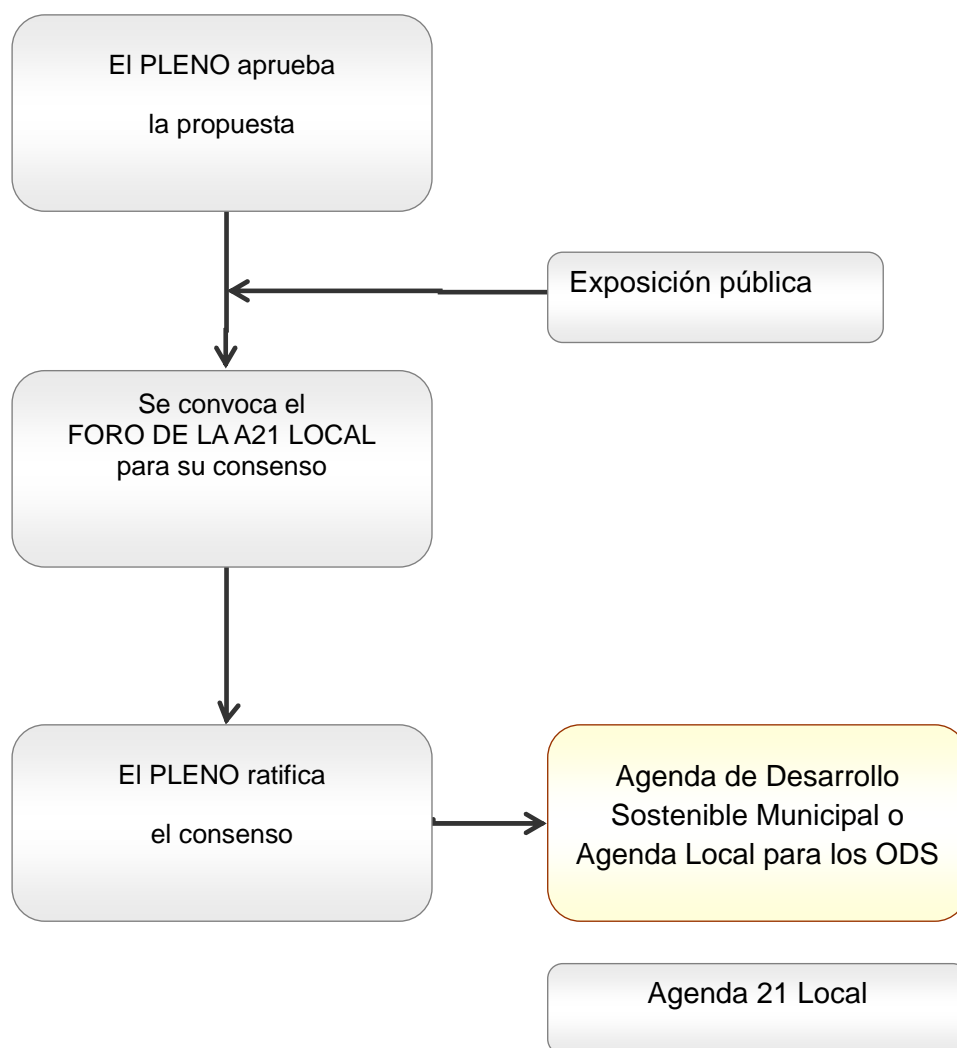 El PLENO aprueba
la propuesta
Exposición pública
Se convoca el
FORO DE LA A21 LOCAL
para su consenso
El PLENO ratifica
el consenso
Agenda de Desarrollo
Sostenible Municipal o
Agenda Local para los ODS
Agenda 21 Local